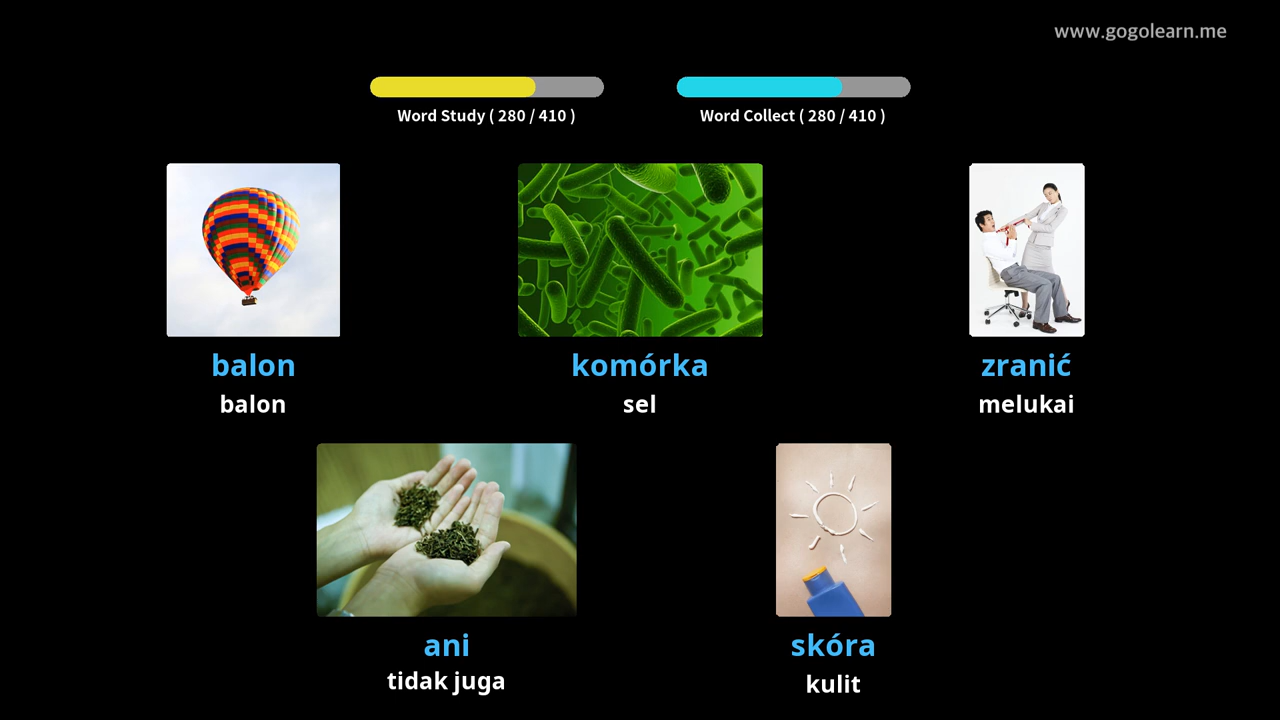 www.gogolearn.me
Word Study ( 280 / 410 )
Word Collect ( 280 / 410 )
balon
balon
komórka
sel
zranić
melukai
ani
tidak juga
skóra
kulit